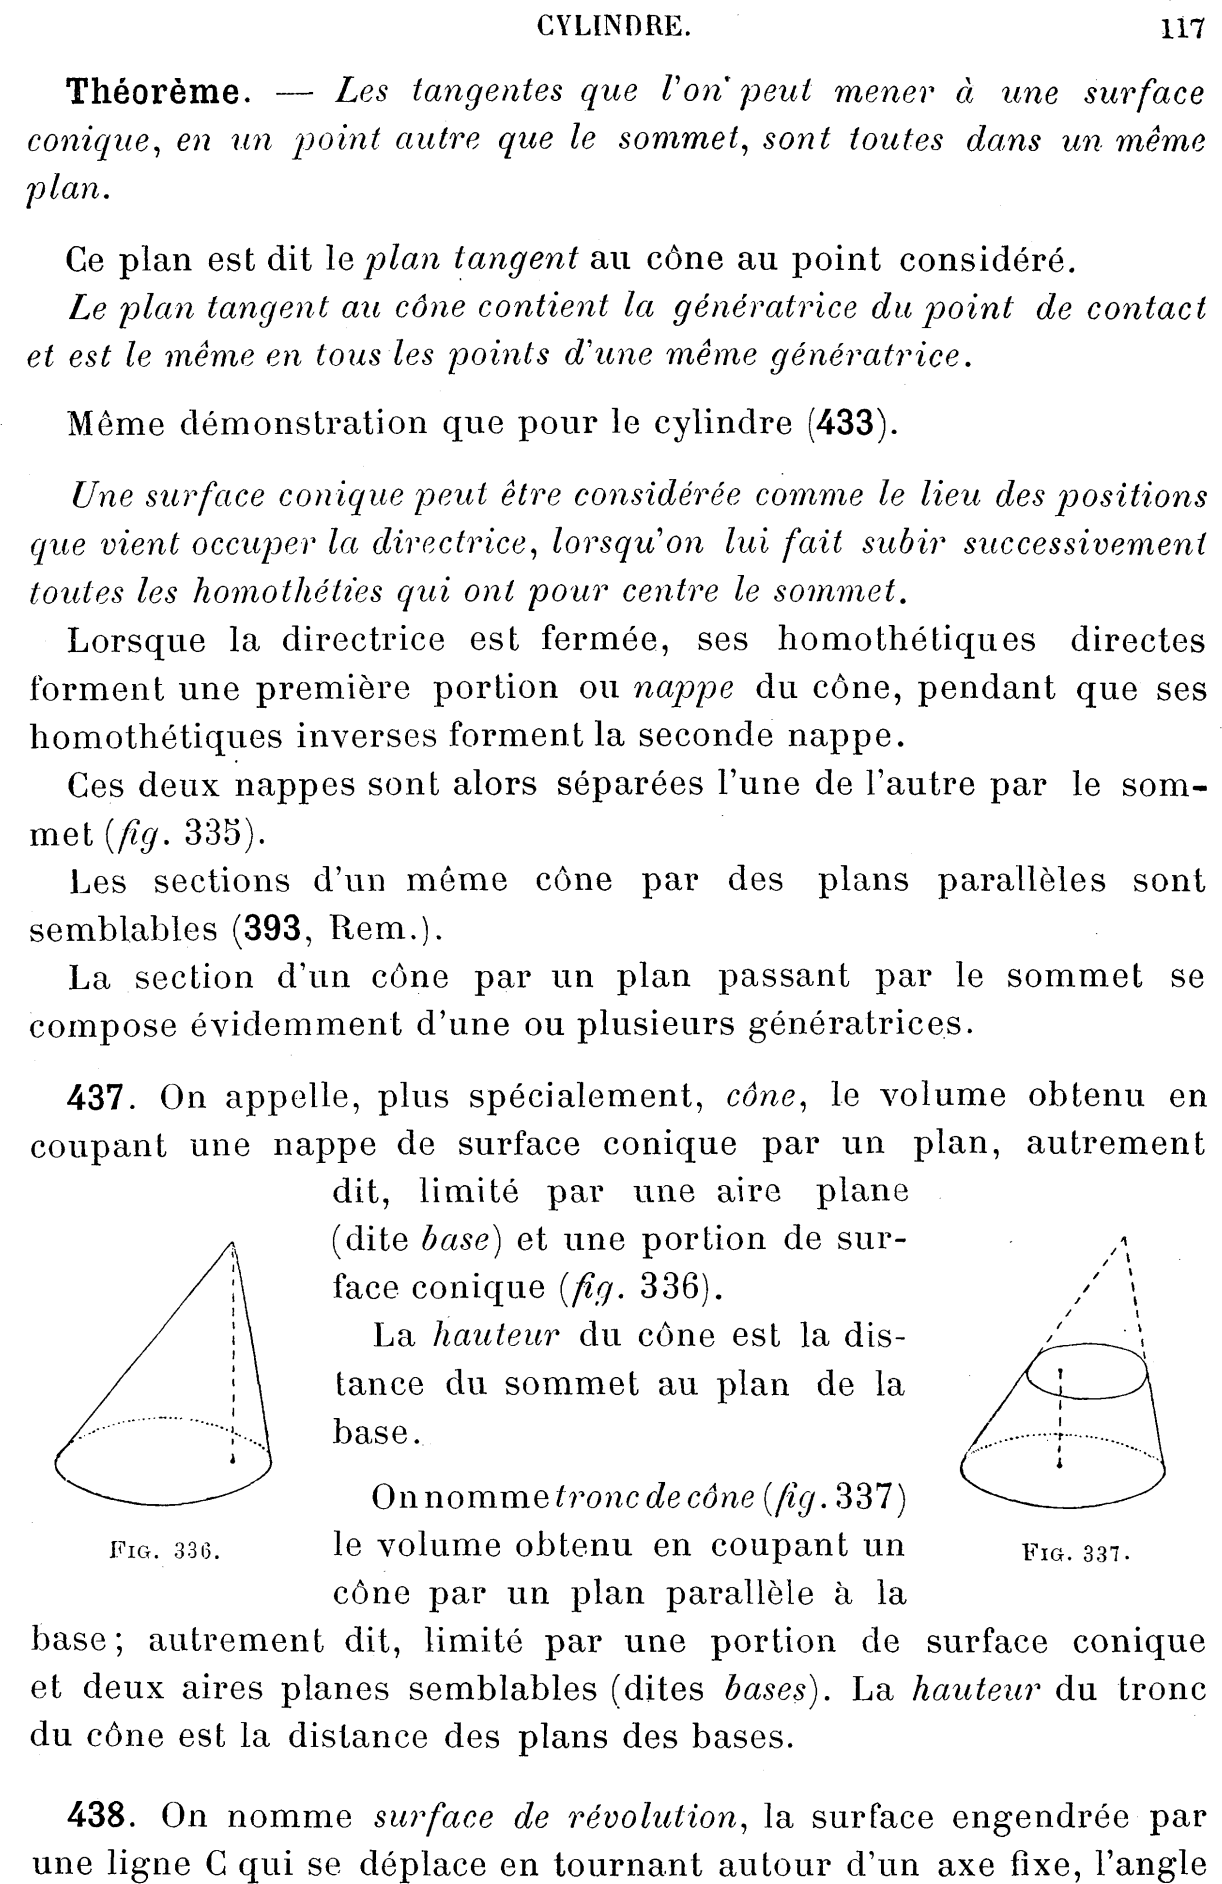 CYLINDRE. 117
Théorème. — Les tangentes que l'on peut mener à une surface
conique, en un point autre que le sommet, sont toutes dans un même
plan.
Ce plan est dit le plan tangent au cône au point considéré.
Le plan tangent au cône contient la génératrice du point de contact
et est le même en tous les points d'une même génératrice.
Même démonstration que pour le cylindre (433).
Une surface conique peut être considérée comme le lieu des positions
que vient occuper la directrice, lorsqu'on lui fait subir successivement
toutes les homothéties qui ont pour centre le sommet.
Lorsque la directrice est fermée, ses homothétiques directes
forment une première portion ou nappe du cône, pendant que ses
homothétiques inverses forment la seconde nappe.
Ces deux nappes sont alors séparées l'une de l'autre par le som-
met (fig. 335).
Les sections d'un même cône par des plans parallèles sont
semblables (393, Rem.).
La section d'un cône par un plan passant par le sommet se
compose évidemment d'une ou plusieurs génératrices.
437. On appelle, plus spécialement, cône, le volume obtenu en
coupant une nappe de surface conique par un plan, autrement
dit, limité par une aire plane
(dite base) et une portion de sur-
face conique (fig. 336).
La hauteur du cône est la dis-
tance du sommet au plan de la
base.
On nomme tronc de cône (fig. 337)
le volume obtenu en coupant un
cône par un plan parallèle à la
FIG. 336.
FIG. 337.
base; autrement dit, limité par une portion de surface conique
et deux aires planes semblables (dites bases). La hauteur du tronc
du cône est la distance des plans des bases.
438. On nomme surface de révolution, la surface engendrée par
une ligne C qui se déplace en tournant autour d'un axe fixe, l'angle